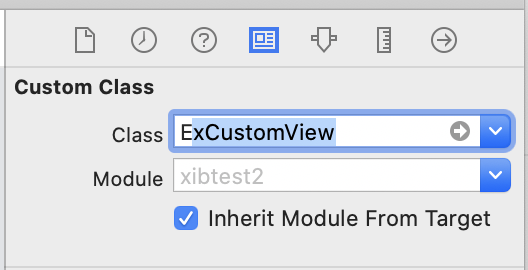 Custom Class
Class ExCustomView
Module xibtest2
Inherit Module From Target